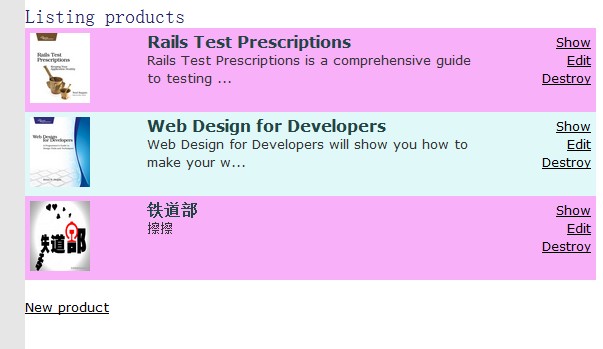 Listing products
Rails Test Prescriptions
Rails Test Prescriptions is a comprehensive guide
to testing ...
Show
Edit
Destroy
Rails Test
Prescriptions
Web Design for Developers
Web Design for Developers will show you how to
make your w...
Show
Edit
Destroy
Web Design
for Developers
铁道部
擦擦
Show
Edit
Destroy
铁道部
New product